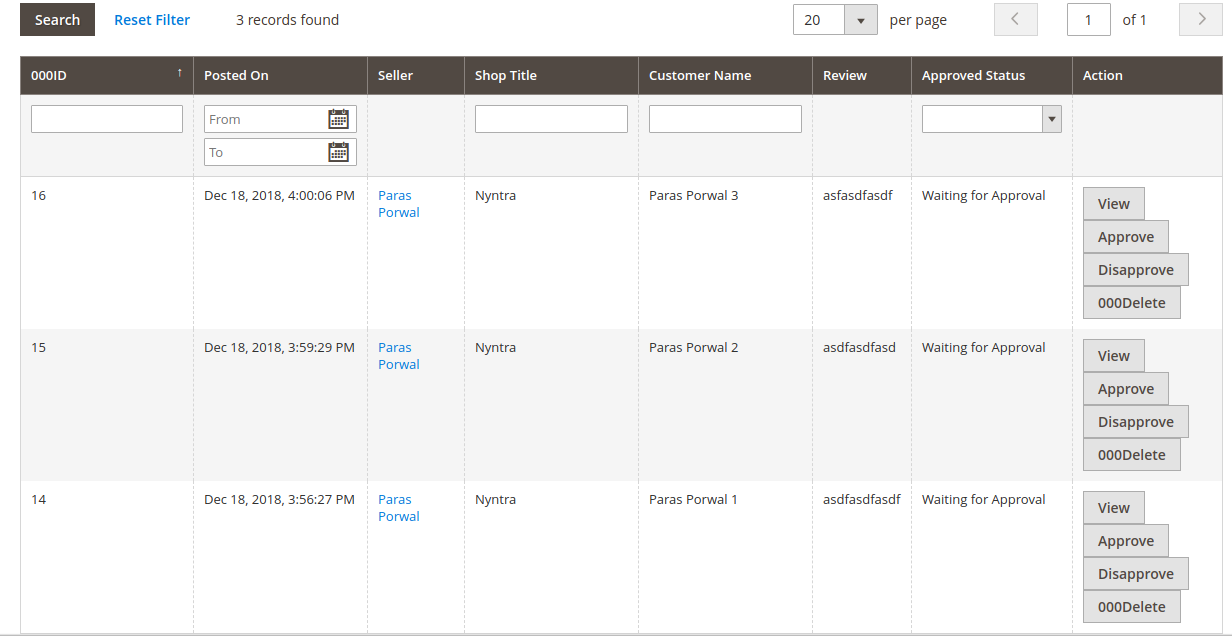 Search Reset Filter 3 records found 20 per page 1 of 1
000ID ↑ Posted On Seller Shop Title Customer Name Review Approved Status Action
From
To
16 Dec 18, 2018, 4:00:06 PM Paras Nyntra Paras Porwal 3 asfasdfasdf Waiting for Approval View
Porwal
Approve
Disapprove
000Delete
15 Dec 18, 2018, 3:59:29 PM Paras Nyntra Paras Porwal 2 asdfasdfasd Waiting for Approval View
Porwal
Approve
Disapprove
000Delete
14 Dec 18, 2018, 3:56:27 PM Paras Nyntra Paras Porwal 1 asdfasdfasdf Waiting for Approval View
Porwal
Approve
Disapprove
000Delete